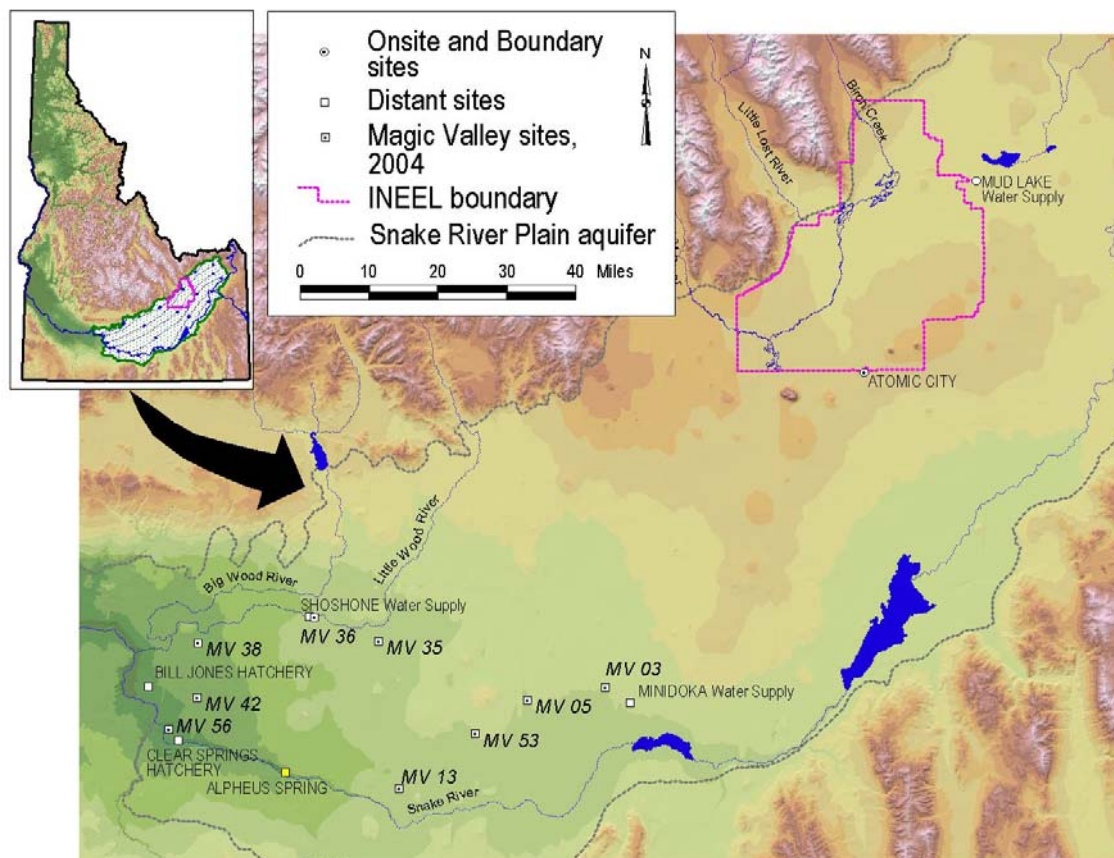 Onsite and Boundary
sites
Distant sites
Magic Valley sites,
2004
INEEL boundary
Snake River Plain aquifer
0 10 20 30 40 Miles
N
Little Lost River
Birch Creek
MUD LAKE
Water Supply
ATOMIC CITY
Little Wood River
Big Wood River
SHOSHONE Water Supply
MV 36
MV 35
MV 38
BILL JONES HATCHERY
MV 42
MV 56
CLEAR SPRINGS
HATCHERY
ALPHEUS SPRING
MV 03
MINIDOKA Water Supply
MV 05
MV 53
MV 13
Snake River